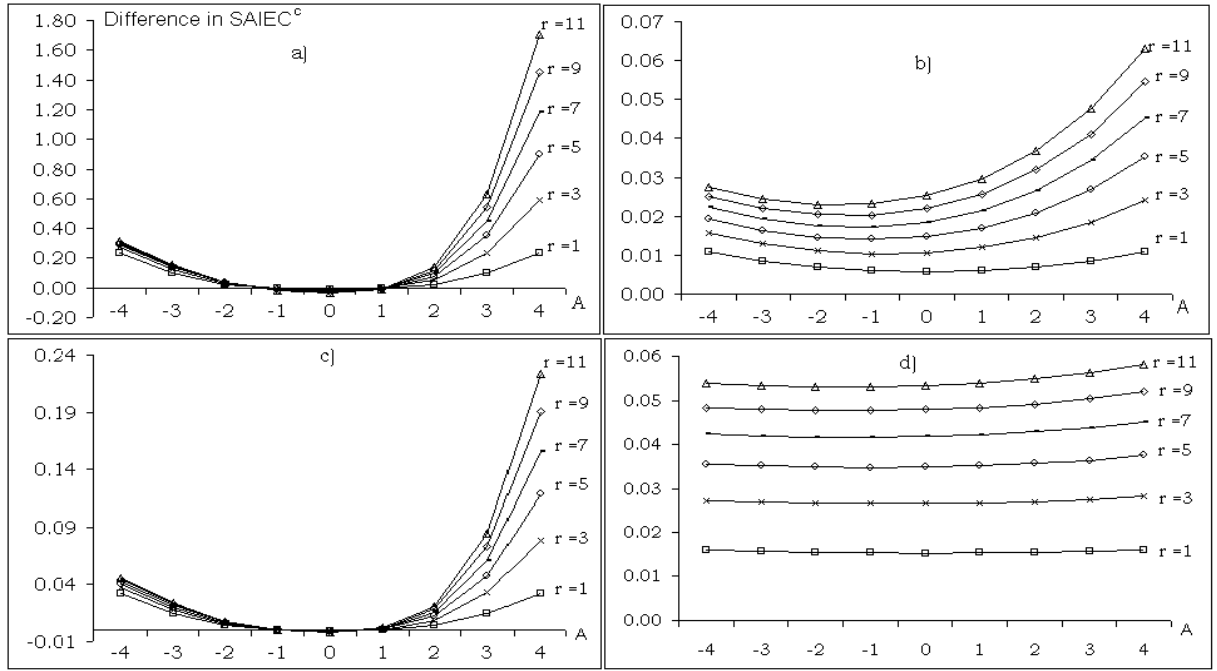 Difference in SAIEC^c
a)
1.80
1.60
1.40
1.20
1.00
0.80
0.60
0.40
0.20
0.00
-0.20
r =11
r =9
r =7
r =5
r =3
r =1
A
-4 -3 -2 -1 0 1 2 3 4
b)
0.07
0.06
0.05
0.04
0.03
0.02
0.01
0.00
r =11
r =9
r =7
r =5
r =3
r =1
A
-4 -3 -2 -1 0 1 2 3 4
c)
0.24
0.19
0.14
0.09
0.04
-0.01
r =11
r =9
r =7
r =5
r =3
r =1
A
-4 -3 -2 -1 0 1 2 3 4
d)
0.06
0.05
0.04
0.03
0.02
0.01
0.00
r =11
r =9
r =7
r =5
r =3
r =1
A
-4 -3 -2 -1 0 1 2 3 4